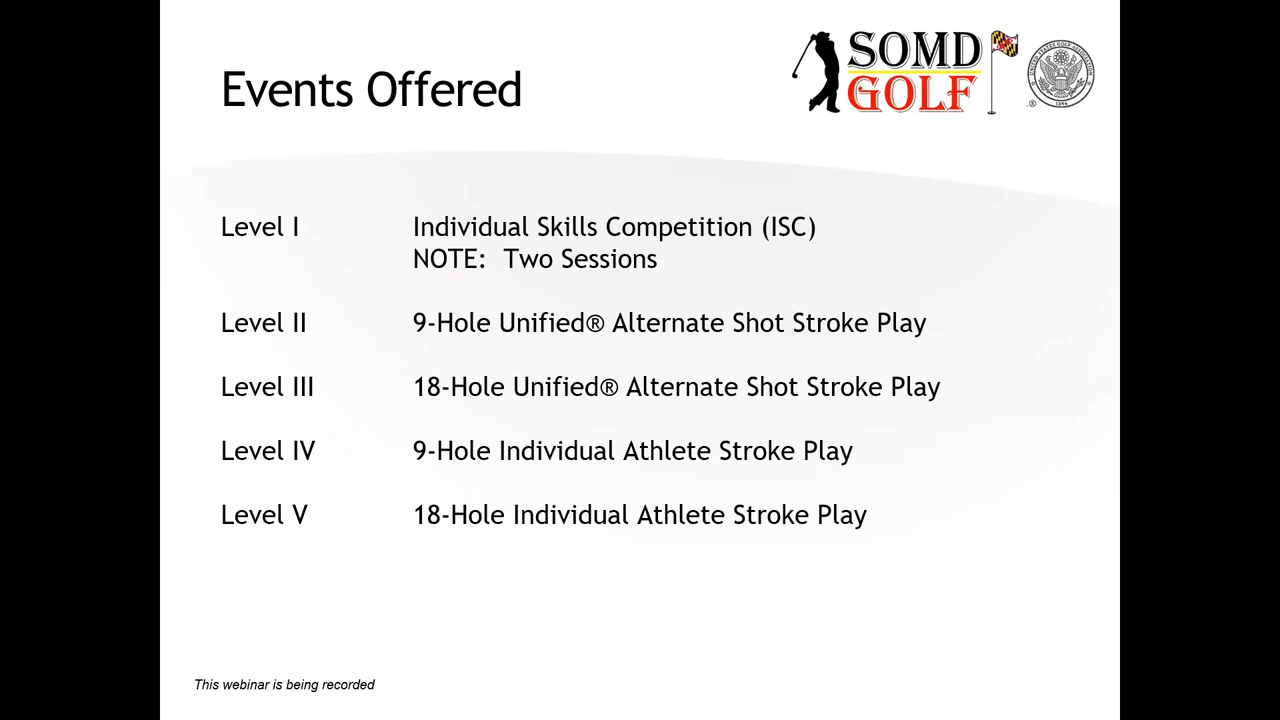 Events Offered
SOMD
GOLF
Level I Individual Skills Competition (ISC)
NOTE: Two Sessions
Level II 9-Hole Unified® Alternate Shot Stroke Play
Level III 18-Hole Unified® Alternate Shot Stroke Play
Level IV 9-Hole Individual Athlete Stroke Play
Level V 18-Hole Individual Athlete Stroke Play
This webinar is being recorded